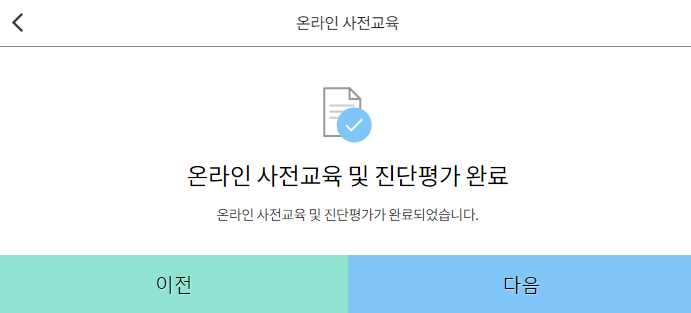 온라인 사전교육
온라인 사전교육 및 진단평가 완료
온라인 사전교육 및 진단평가가 완료되었습니다.
이전
다음